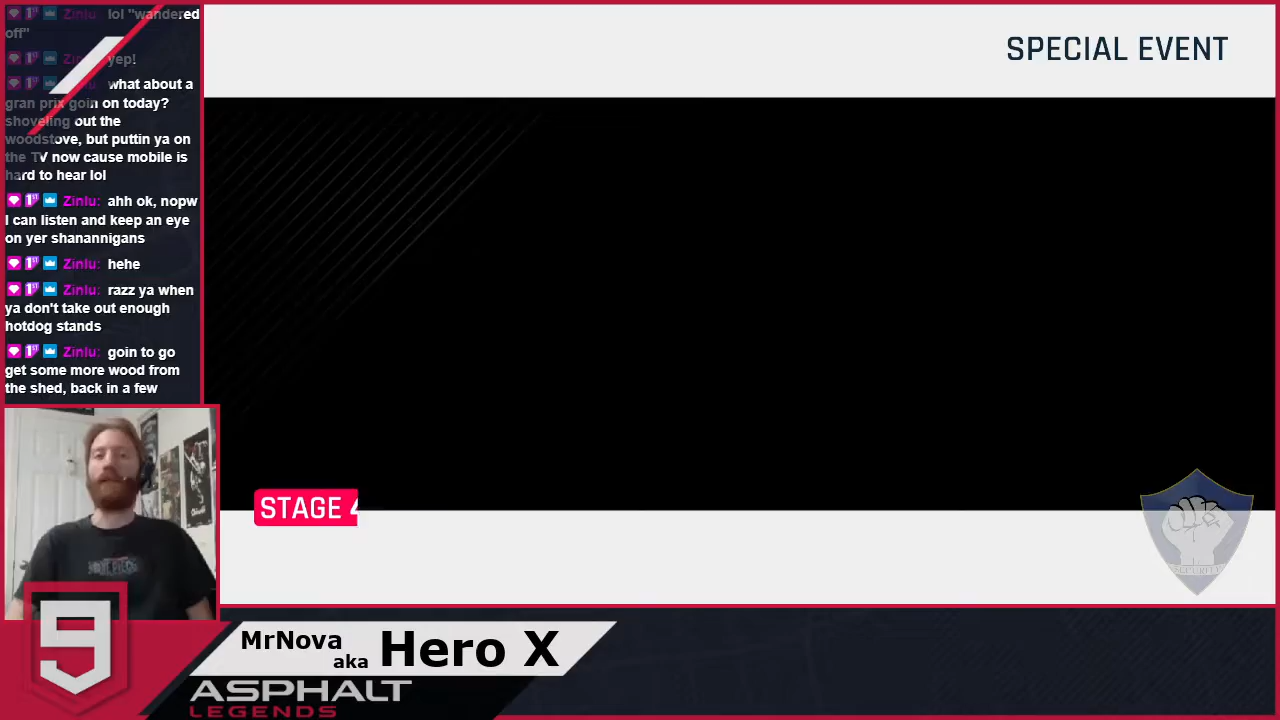 Zinlu: lol "wandered
off"
yep!
what about a
gran prix goin on today?
shoveling out the
woodstove, but puttin ya on
the TV now cause mobile is
hard to hear lol
Zinlu: ahh ok, nopw
I can listen and keep an eye
on yer shanannigans
Zinlu: hehe
Zinlu: razz ya when
ya don't take out enough
hotdog stands
Zinlu: goin to go
get some more wood from
the shed, back in a few
SPECIAL EVENT
STAGE 4
SECURITY
9
MrNova
aka Hero X
ASPHALT
LEGENDS